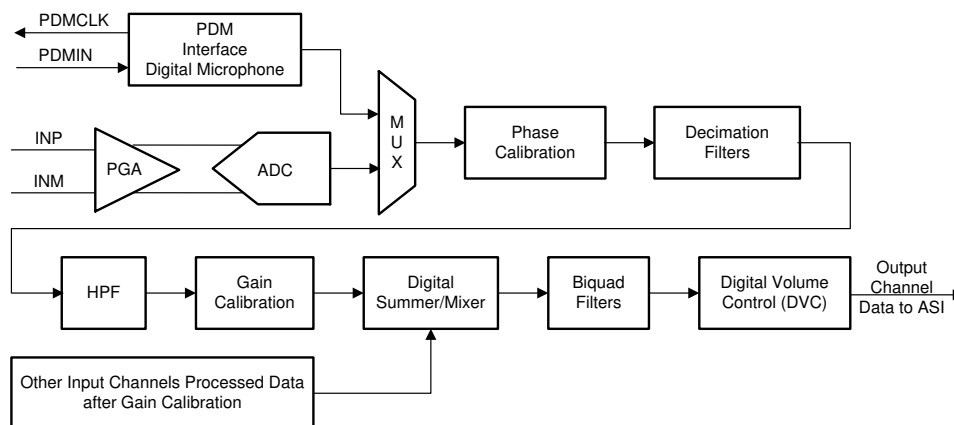 PDMCLK
PDMIN
PDM
Interface
Digital Microphone
INP
INM
PGA
ADC
M
U
X
Phase
Calibration
Decimation
Filters
HPF
Gain
Calibration
Digital
Summer/Mixer
Biquad
Filters
Digital Volume
Control (DVC)
Output
Channel
Data to ASI
Other Input Channels Processed Data
after Gain Calibration